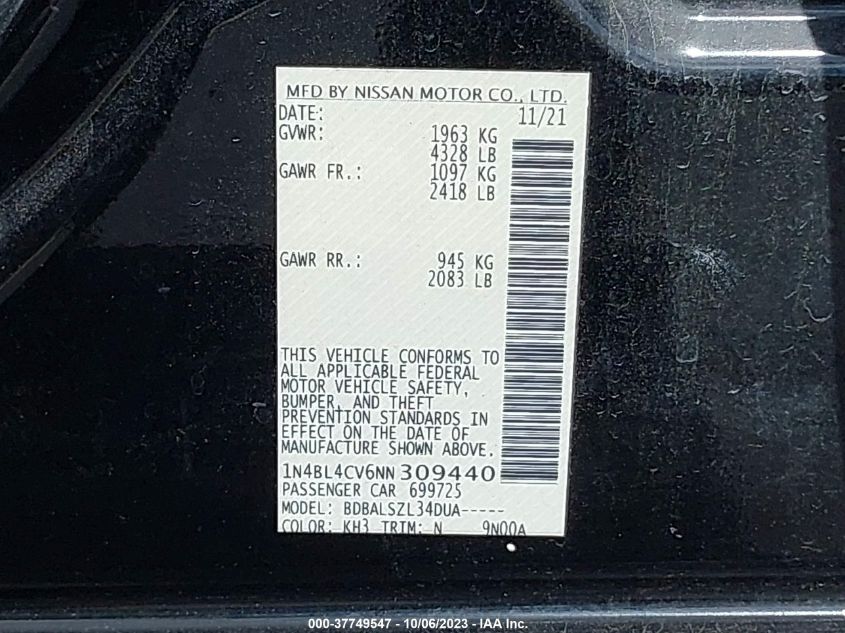 MFD BY NISSAN MOTOR CO., LTD.
DATE: 11/21
GVWR: 1963 KG
4328 LB
GAWR FR.: 1097 KG
2418 LB
GAWR RR.: 945 KG
2083 LB
THIS VEHICLE CONFORMS TO
ALL APPLICABLE FEDERAL
MOTOR VEHICLE SAFETY,
BUMPER, AND THEFT
PREVENTION STANDARDS IN
EFFECT ON THE DATE OF
MANUFACTURE SHOWN ABOVE.
1N4BL4CV6NN 309440
PASSENGER CAR 699725
MODEL: BDBALSZL34DUA-----
COLOR: KH3 TRIM: N 9N00A
000-37749547 - 10/06/2023 - IAA Inc.